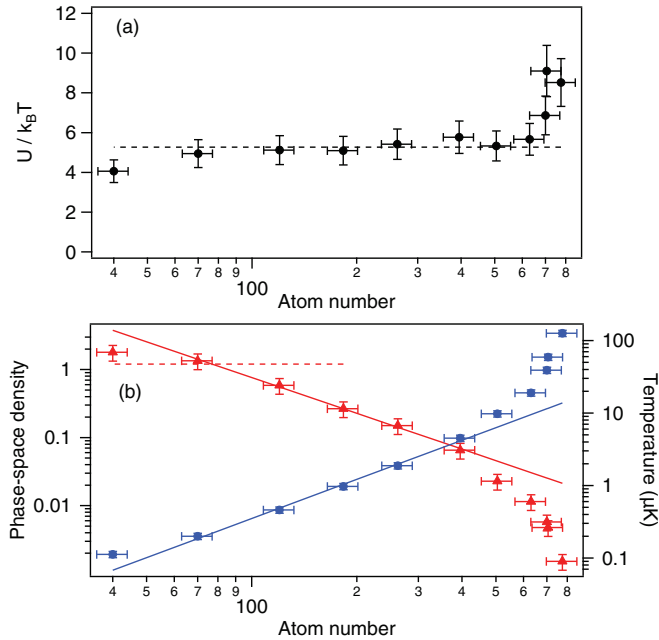 (a)
U / kBT
12
10
8
6
4
2
0
4 5 6 7 8 9 100 2 3 4 5 6 7 8
Atom number
(b)
Phase-space density
1
0.1
0.01
Temperature (μK)
100
10
1
0.1
4 5 6 7 8 9 100 2 3 4 5 6 7 8
Atom number